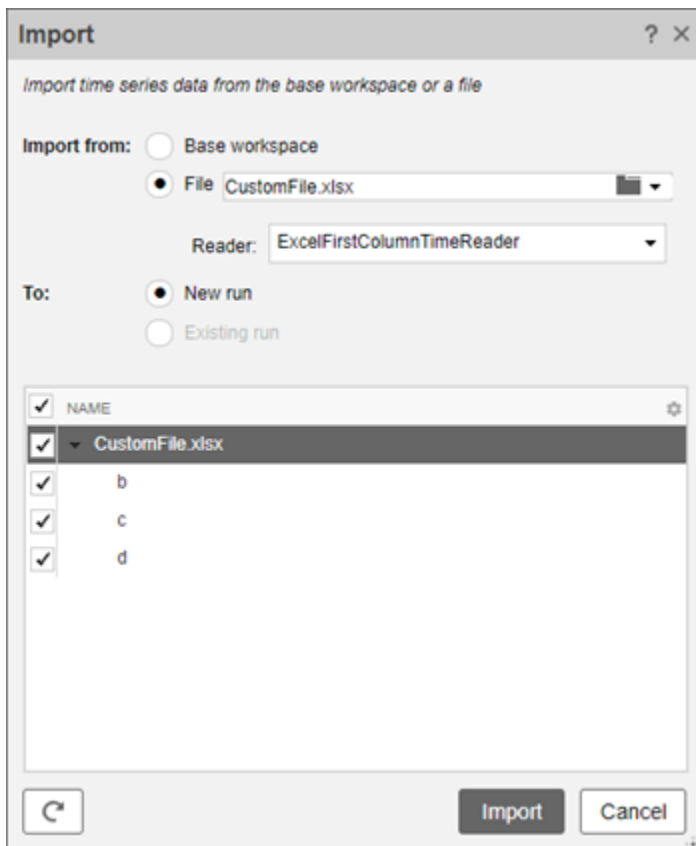 Import ? ×
Import time series data from the base workspace or a file
Import from: Base workspace
File CustomFile.xlsx
Reader: ExcelFirstColumnTimeReader
To: New run
Existing run
NAME
CustomFile.xlsx
b
c
d
Import Cancel